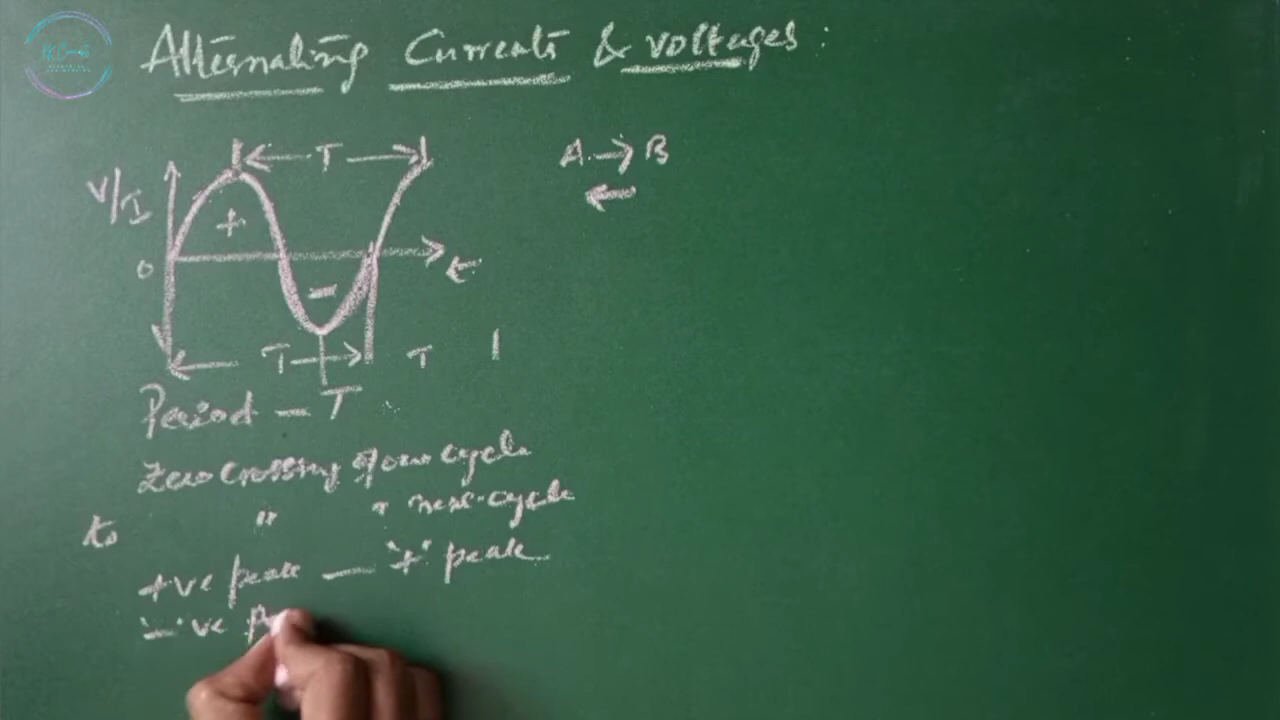 Alternating Currents & voltages :
T
V/I
+
A → B
←
0
−
t
T T |
Period − T
Zero crossing of one cycle
to " " next-cycle
+ve peak — '+' peak
'−'ve p